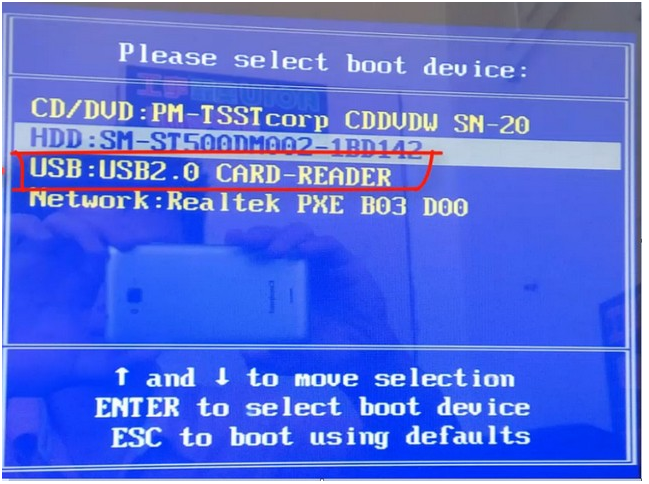 Please select boot device:
CD/DVD:PM-TSSTcorp CDDVDW SN-20
HDD:SM-ST500DM002-1BD142
USB:USB2.0 CARD-READER
Network:Realtek PXE B03 D00
↑ and ↓ to move selection
ENTER to select boot device
ESC to boot using defaults